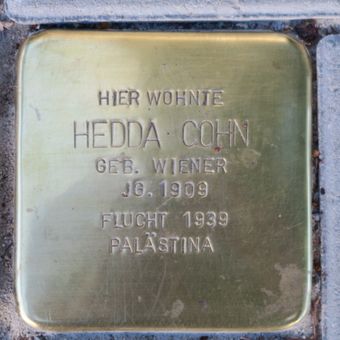 HIER WOHNTE
HEDDA COHN
GEB. WIENER
JG. 1909
FLUCHT 1939
PALÄSTINA